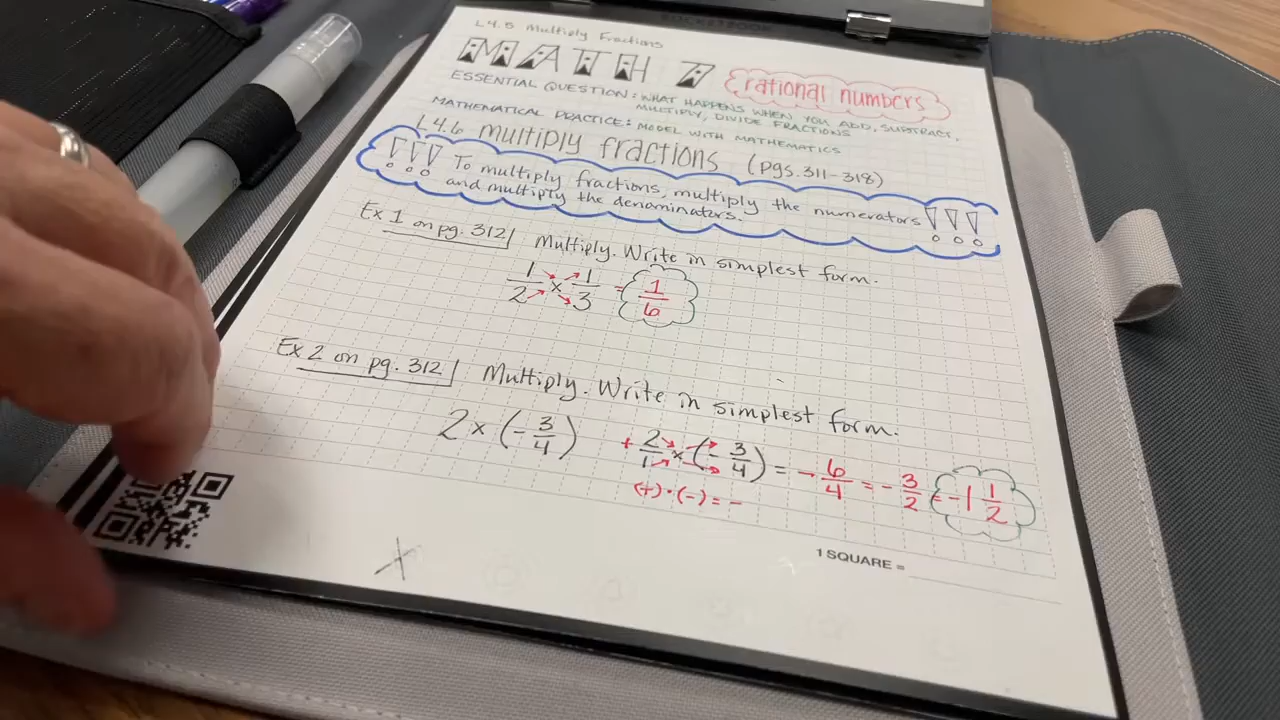 ROCKETBOOK
L4.5 Multiply Fractions
MATH 7 rational numbers
ESSENTIAL QUESTION: WHAT HAPPENS WHEN YOU ADD, SUBTRACT,
MULTIPLY, DIVIDE FRACTIONS
MATHEMATICAL PRACTICE: MODEL WITH MATHEMATICS
L4.6 multiply fractions (pgs. 311-318)
!!! To multiply fractions, multiply the numerators !!!
and multiply the denominators.
Ex 1 on pg. 312 Multiply. Write in simplest form.
1/2 × 1/3 = 1/6
Ex 2 on pg. 312 Multiply. Write in simplest form.
2 × (-3/4) + 2/1 × (-3/4) = -6/4 = -3/2 = -1 1/2
(+)·(-) = -
1 SQUARE =